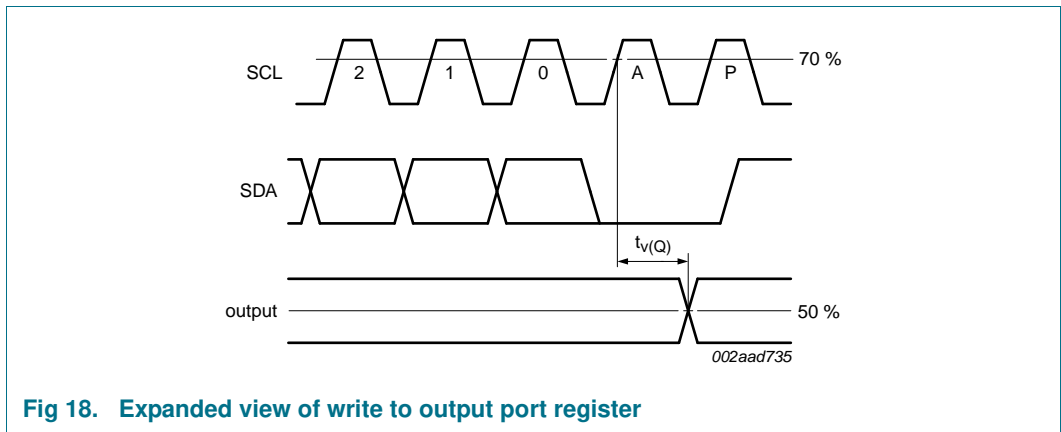 SCL 2 1 0 A P 70 %
SDA
tv(Q)
output 50 %
002aad735
Fig 18. Expanded view of write to output port register